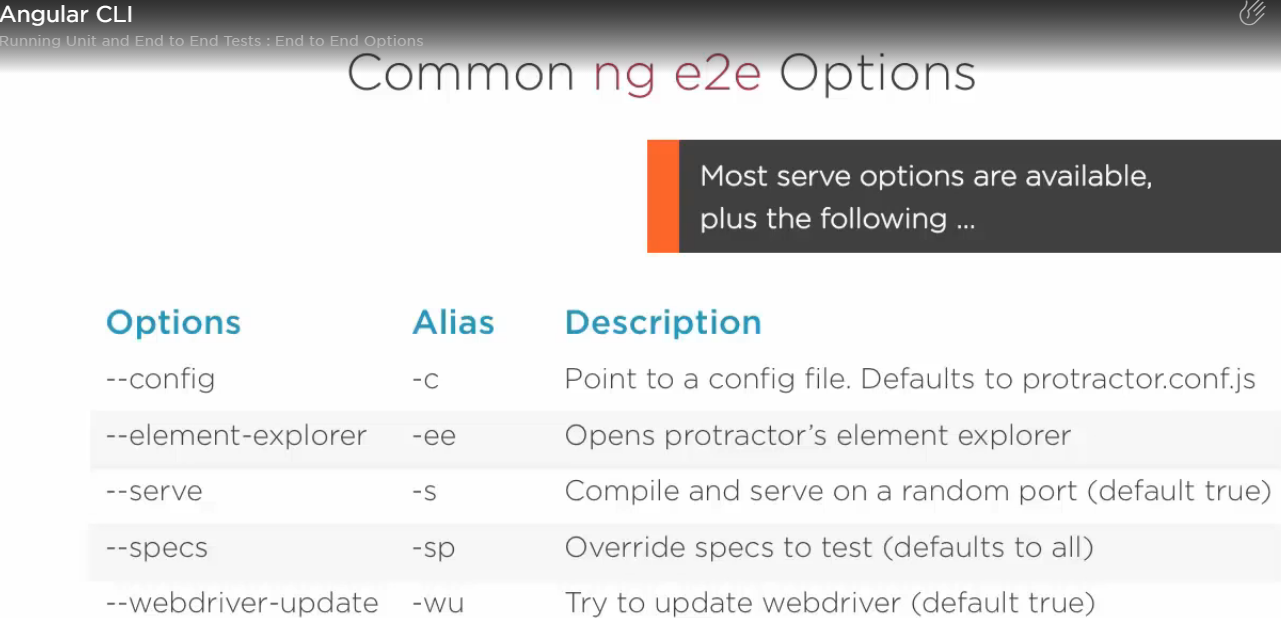 Angular CLI
Running Unit and End to End Tests : End to End Options
Common ng e2e Options
Most serve options are available,
plus the following ...
Options Alias Description
--config -c Point to a config file. Defaults to protractor.conf.js
--element-explorer -ee Opens protractor’s element explorer
--serve -s Compile and serve on a random port (default true)
--specs -sp Override specs to test (defaults to all)
--webdriver-update -wu Try to update webdriver (default true)